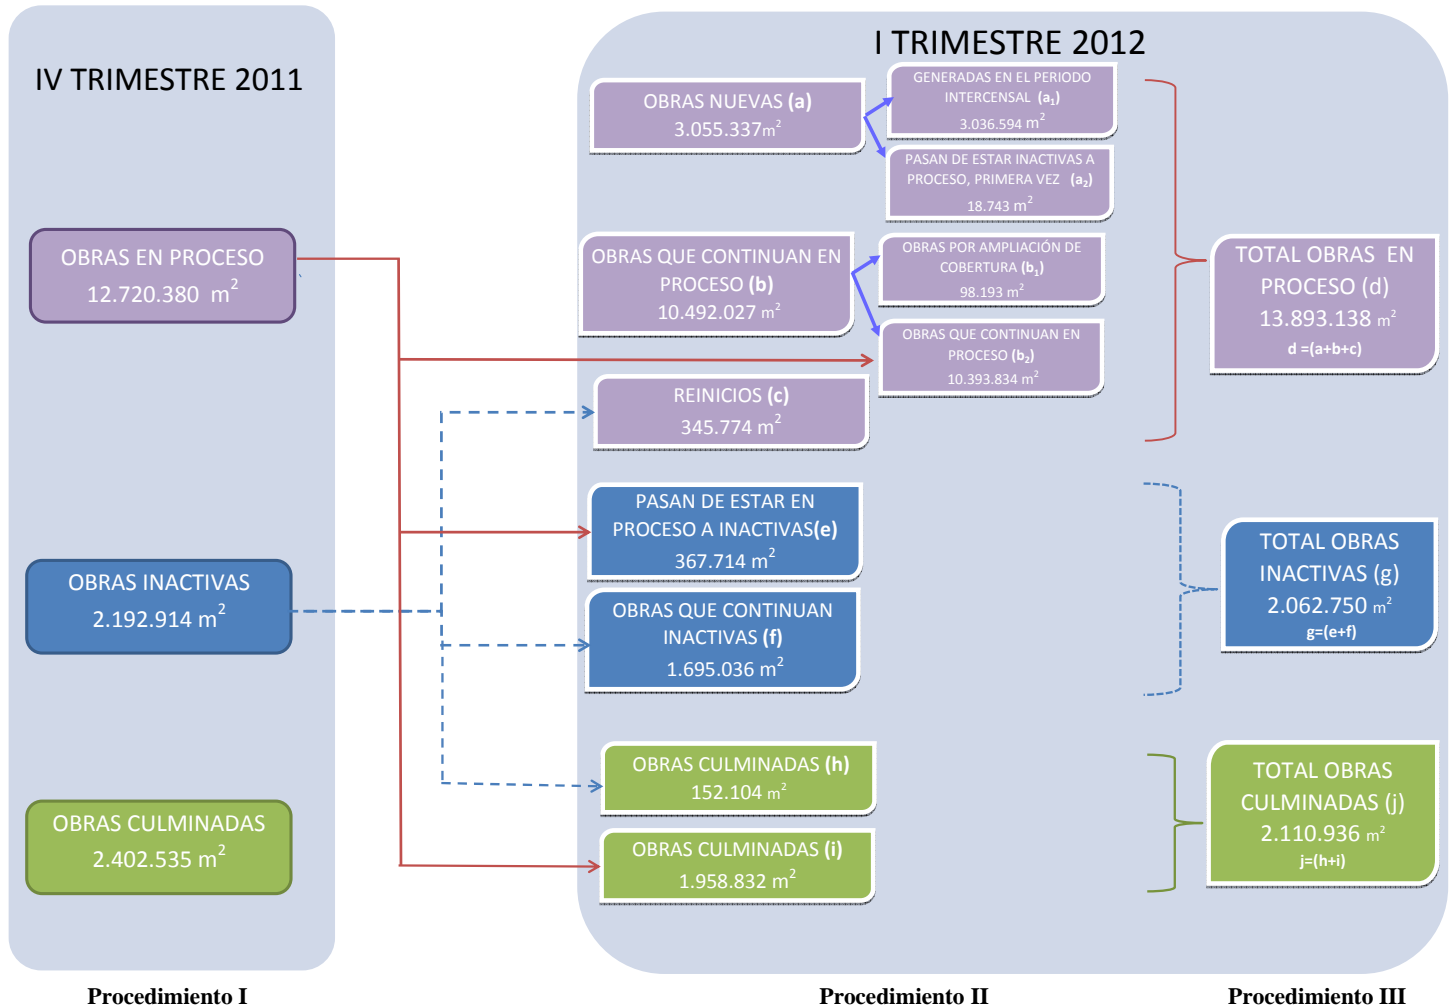 IV TRIMESTRE 2011
OBRAS EN PROCESO
12.720.380 m²
OBRAS INACTIVAS
2.192.914 m²
OBRAS CULMINADAS
2.402.535 m²
I TRIMESTRE 2012
OBRAS NUEVAS (a)
3.055.337m²
GENERADAS EN EL PERIODO
INTERCENSAL (a₁)
3.036.594 m²
PASAN DE ESTAR INACTIVAS A
PROCESO, PRIMERA VEZ (a₂)
18.743 m²
OBRAS QUE CONTINUAN EN
PROCESO (b)
10.492.027 m²
OBRAS POR AMPLIACIÓN DE
COBERTURA (b₁)
98.193 m²
OBRAS QUE CONTINUAN EN
PROCESO (b₂)
10.393.834 m²
REINICIOS (c)
345.774 m²
PASAN DE ESTAR EN
PROCESO A INACTIVAS(e)
367.714 m²
OBRAS QUE CONTINUAN
INACTIVAS (f)
1.695.036 m²
OBRAS CULMINADAS (h)
152.104 m²
OBRAS CULMINADAS (i)
1.958.832 m²
TOTAL OBRAS EN
PROCESO (d)
13.893.138 m²
d =(a+b+c)
TOTAL OBRAS
INACTIVAS (g)
2.062.750 m²
g=(e+f)
TOTAL OBRAS
CULMINADAS (j)
2.110.936 m²
j=(h+i)
Procedimiento I
Procedimiento II
Procedimiento III